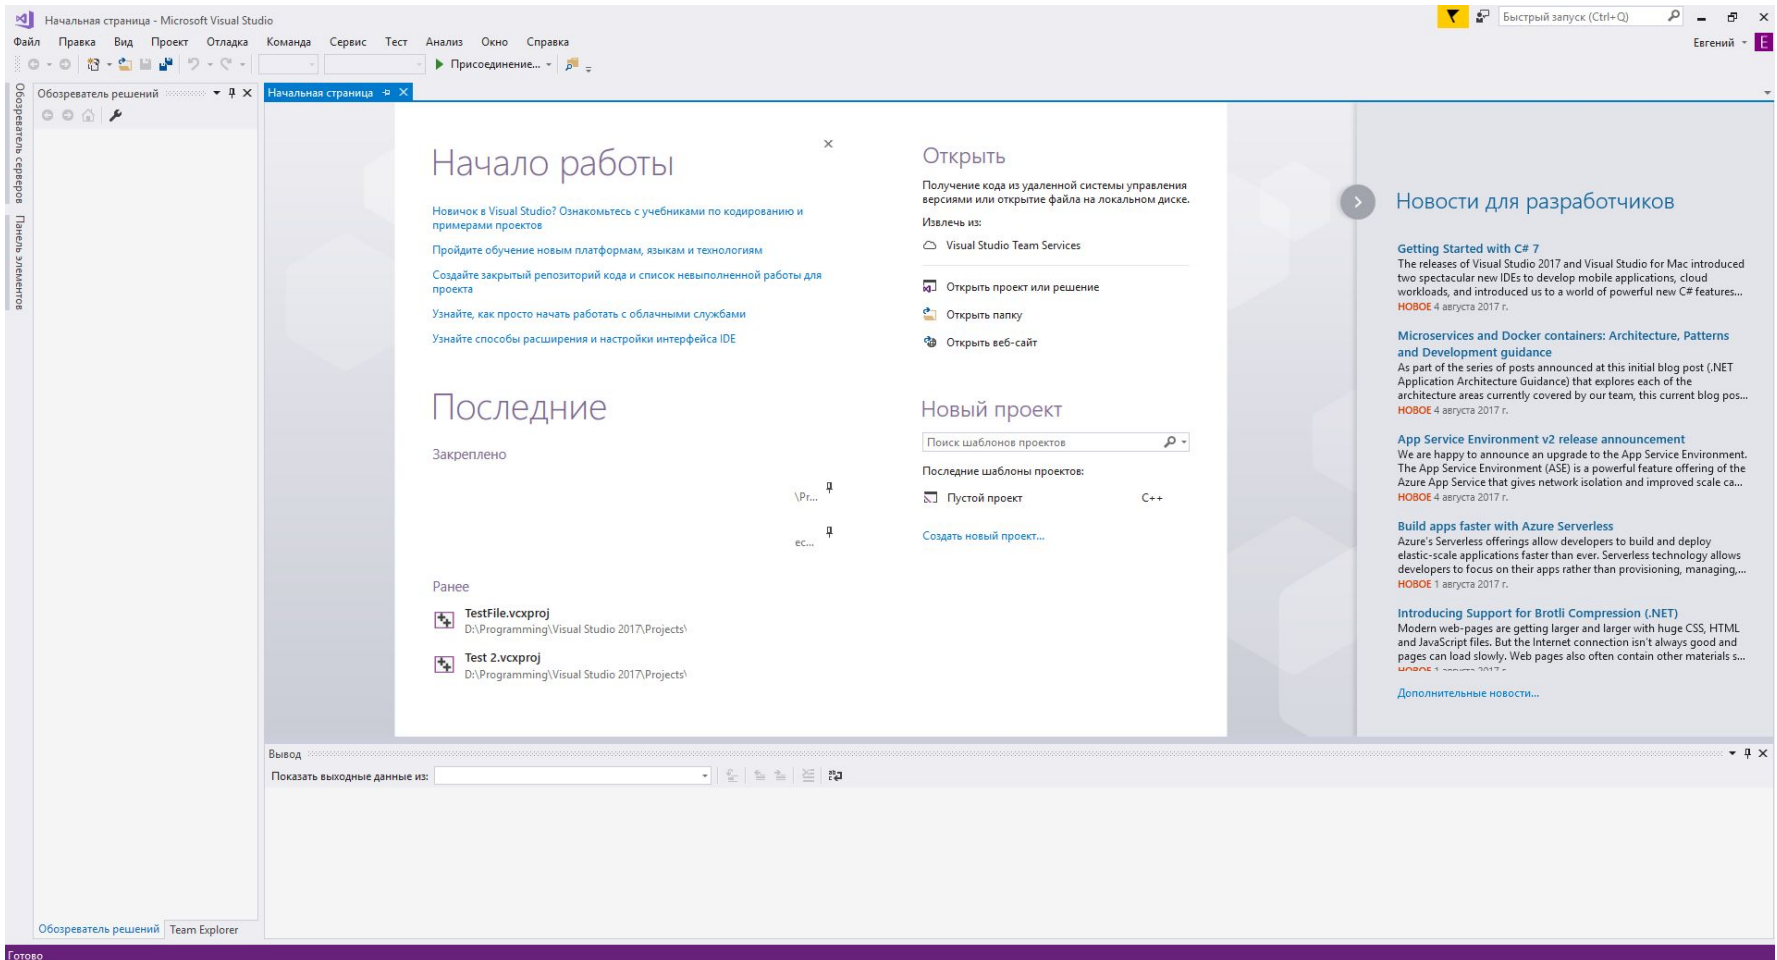 Начальная страница - Microsoft Visual Studio
Быстрый запуск (Ctrl+Q)
Файл Правка Вид Проект Отладка Команда Сервис Тест Анализ Окно Справка
Евгений E
Присоединение...
Обозреватель серверов
Панель элементов
Обозреватель решений
Начальная страница
Начало работы
Новичок в Visual Studio? Ознакомьтесь с учебниками по кодированию и
примерами проектов
Пройдите обучение новым платформам, языкам и технологиям
Создайте закрытый репозиторий кода и список невыполненной работы для
проекта
Узнайте, как просто начать работать с облачными службами
Узнайте способы расширения и настройки интерфейса IDE
Последние
Закреплено
\Pr...
ес...
Ранее
TestFile.vcxproj
D:\Programming\Visual Studio 2017\Projects\
Test 2.vcxproj
D:\Programming\Visual Studio 2017\Projects\
Открыть
Получение кода из удаленной системы управления
версиями или открытие файла на локальном диске.
Извлечь из:
Visual Studio Team Services
Открыть проект или решение
Открыть папку
Открыть веб-сайт
Новый проект
Поиск шаблонов проектов
Последние шаблоны проектов:
Пустой проект C++
Создать новый проект...
Новости для разработчиков
Getting Started with C# 7
The releases of Visual Studio 2017 and Visual Studio for Mac introduced
two spectacular new IDEs to develop mobile applications, cloud
workloads, and introduced us to a world of powerful new C# features...
НОВОЕ 4 августа 2017 г.
Microservices and Docker containers: Architecture, Patterns
and Development guidance
As part of the series of posts announced at this initial blog post (.NET
Application Architecture Guidance) that explores each of the
architecture areas currently covered by our team, this current blog pos...
НОВОЕ 4 августа 2017 г.
App Service Environment v2 release announcement
We are happy to announce an upgrade to the App Service Environment.
The App Service Environment (ASE) is a powerful feature offering of the
Azure App Service that gives network isolation and improved scale ca...
НОВОЕ 4 августа 2017 г.
Build apps faster with Azure Serverless
Azure's Serverless offerings allow developers to build and deploy
elastic-scale applications faster than ever. Serverless technology allows
developers to focus on their apps rather than provisioning, managing,...
НОВОЕ 1 августа 2017 г.
Introducing Support for Brotli Compression (.NET)
Modern web-pages are getting larger and larger with huge CSS, HTML
and JavaScript files. But the Internet connection isn't always good and
pages can load slowly. Web pages also often contain other materials s...
НОВОЕ 1 августа 2017 г.
Дополнительные новости...
Вывод
Показать выходные данные из:
Обозреватель решений Team Explorer
Готово